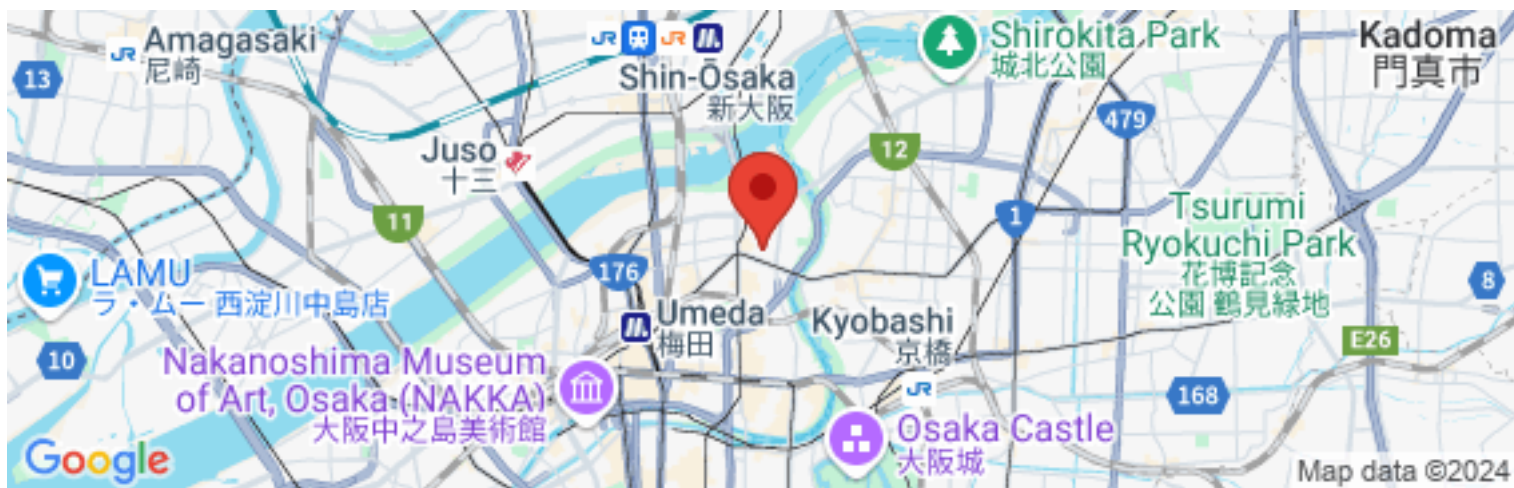 Amagasaki
尼崎
JR
13
JR JR
Shin-Ōsaka
新大阪
Shirokita Park
城北公園
Kadoma
門真市
479
12
Juso
十三
11
1
Tsurumi
Ryokuchi Park
花博記念
公園 鶴見緑地
8
LAMU
ラ・ムー 西淀川中島店
176
Umeda
梅田
Kyobashi
京橋
JR
E26
10
168
Nakanoshima Museum
of Art, Osaka (NAKKA)
大阪中之島美術館
Osaka Castle
大阪城
Google
Map data ©2024